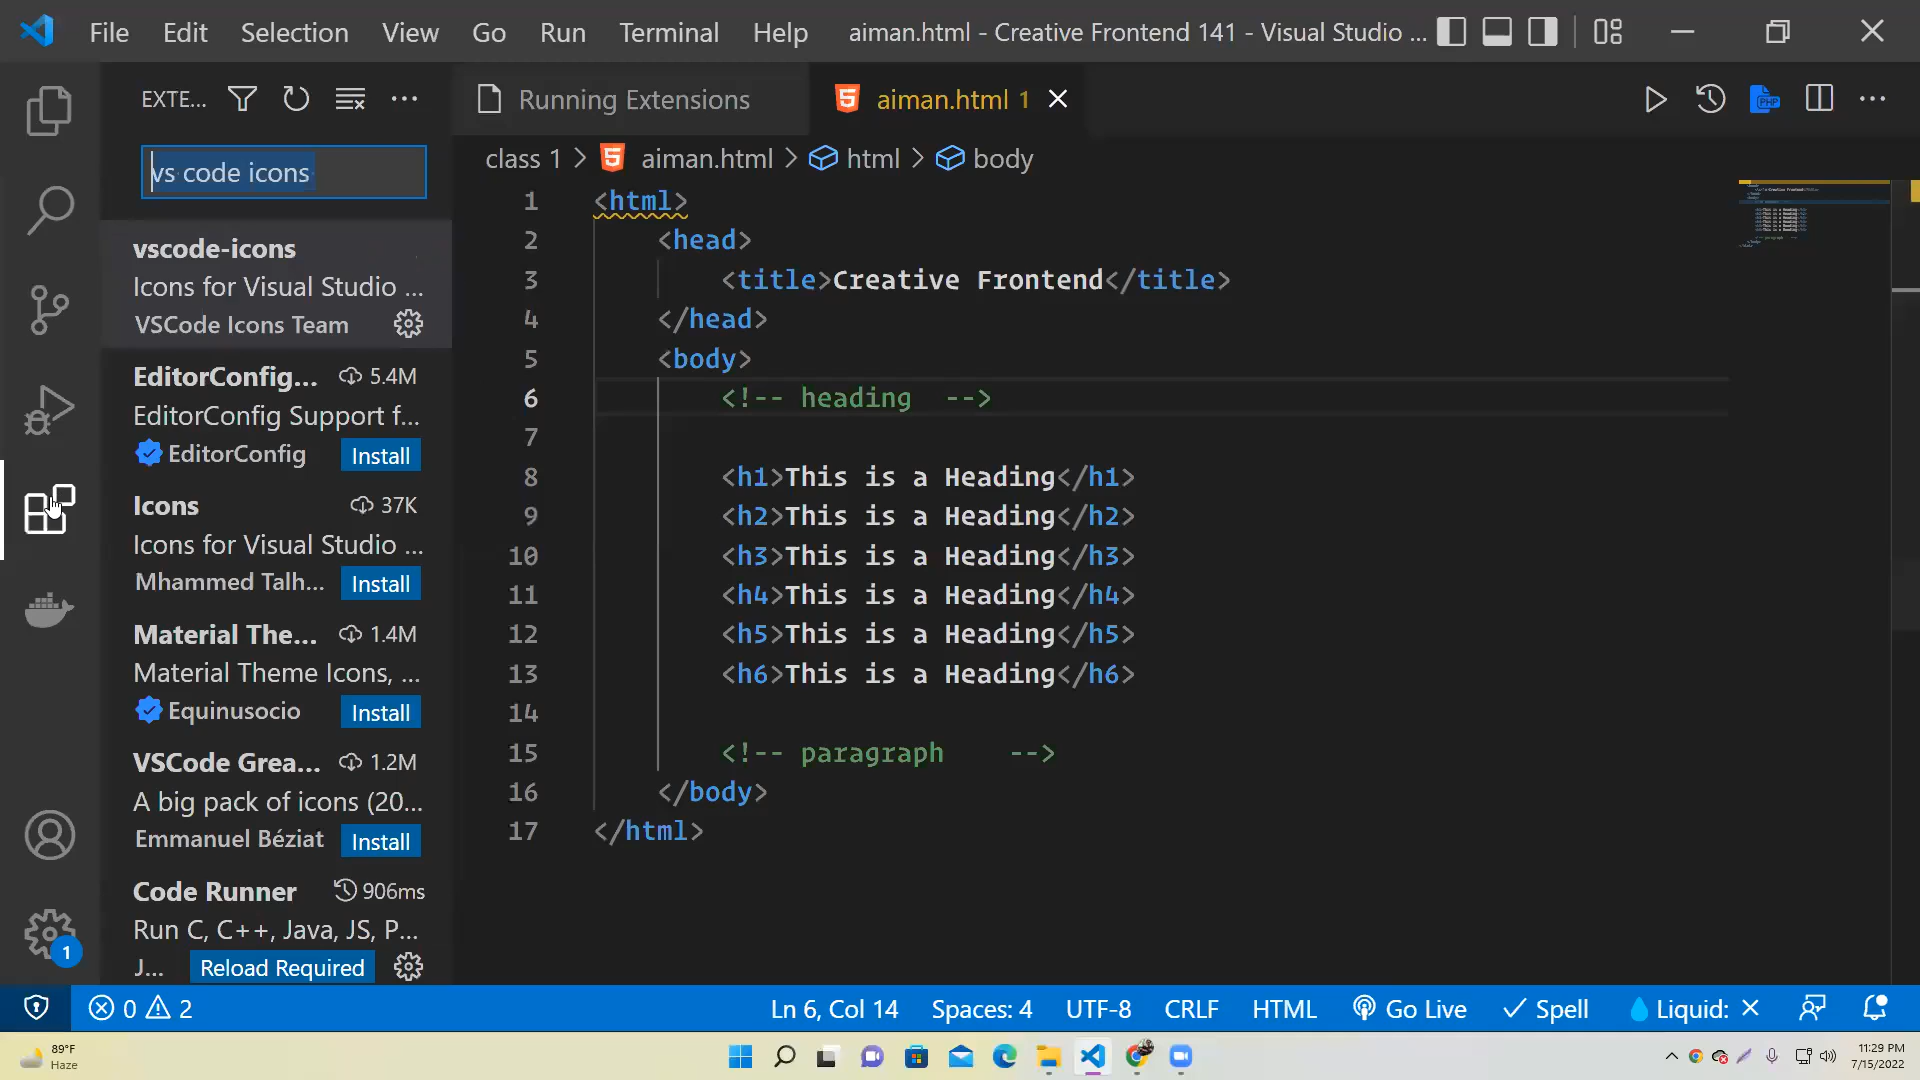 File Edit Selection View Go Run Terminal Help aiman.html - Creative Frontend 141 - Visual Studio ...
EXTE...
Running Extensions
aiman.html 1
vs code icons
class 1 > aiman.html > html > body
vscode-icons
Icons for Visual Studio ...
VSCode Icons Team
EditorConfig... 5.4M
EditorConfig Support f...
EditorConfig Install
Icons 37K
Icons for Visual Studio ...
Mhammed Talh... Install
Material The... 1.4M
Material Theme Icons, ...
Equinusocio Install
VSCode Grea... 1.2M
A big pack of icons (20...
Emmanuel Béziat Install
Code Runner 906ms
Run C, C++, Java, JS, P...
J... Reload Required
1 <html>
2 <head>
3 <title>Creative Frontend</title>
4 </head>
5 <body>
6 <!-- heading  -->
7
8 <h1>This is a Heading</h1>
9 <h2>This is a Heading</h2>
10 <h3>This is a Heading</h3>
11 <h4>This is a Heading</h4>
12 <h5>This is a Heading</h5>
13 <h6>This is a Heading</h6>
14
15 <!-- paragraph    -->
16 </body>
17 </html>
PHP
1
0 2
Ln 6, Col 14 Spaces: 4 UTF-8 CRLF HTML Go Live Spell Liquid:
89°F
Haze
11:29 PM
7/15/2022